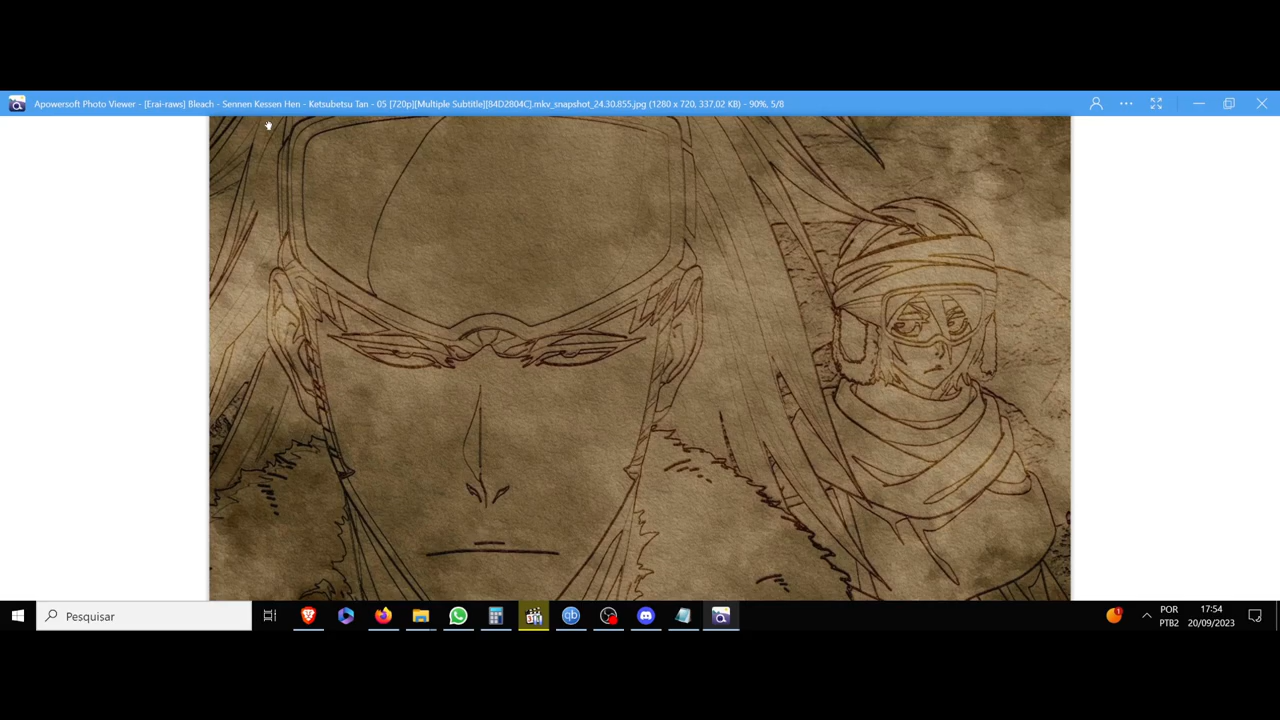 Apowersoft Photo Viewer - [Erai-raws] Bleach - Sennen Kessen Hen - Ketsubetsu Tan - 05 [720p][Multiple Subtitle][84D2804C].mkv_snapshot_24.30.855.jpg (1280 x 720, 337,02 KB) - 90%, 5/8
Pesquisar
POR
PTB2
17:54
20/09/2023